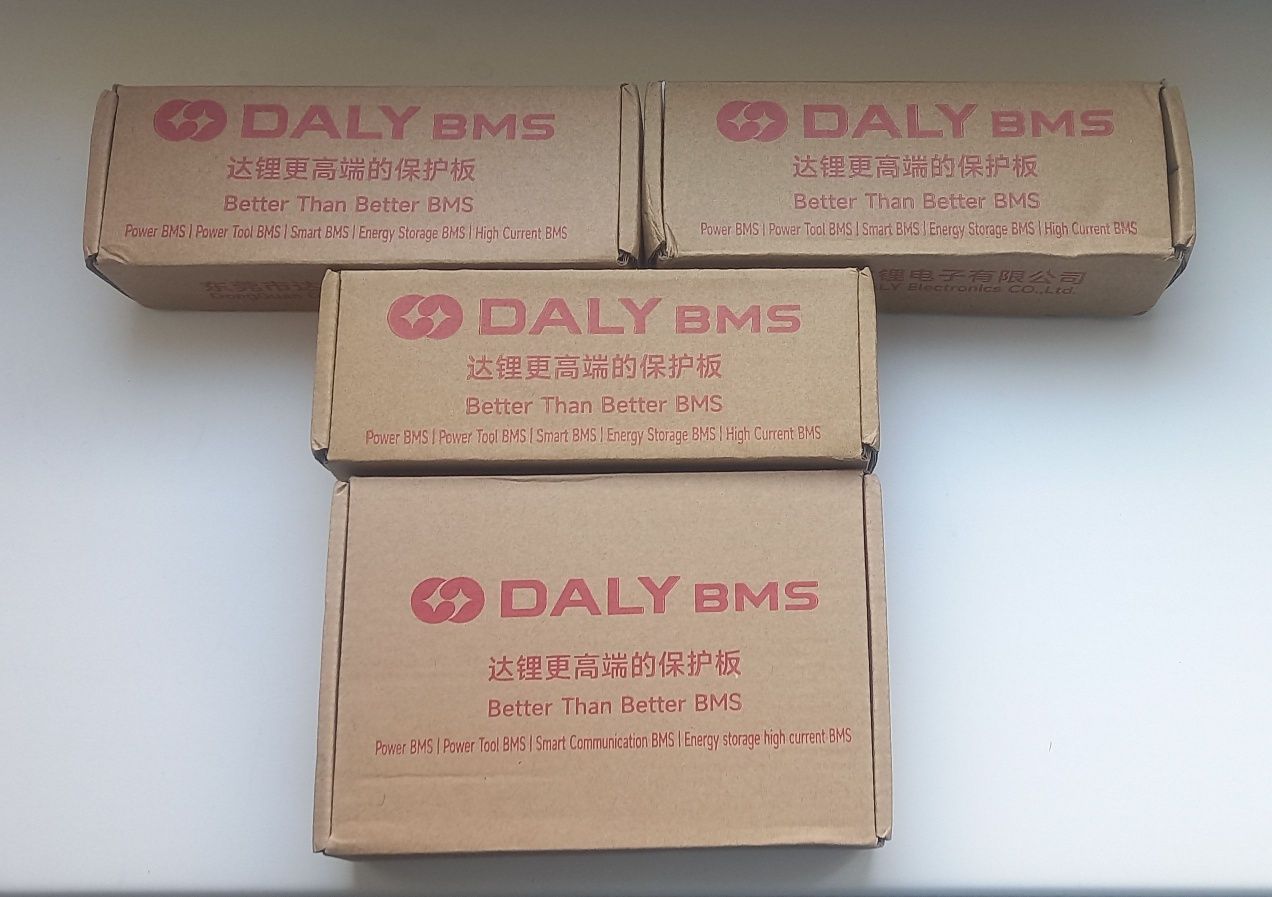 DALY BMS
达锂更高端的保护板
Better Than Better BMS
Power BMS | Power Tool BMS | Smart BMS | Energy Storage BMS | High Current BMS
东莞市达
DongGuan
DALY BMS
达锂更高端的保护板
Better Than Better BMS
Power BMS | Power Tool BMS | Smart BMS | Energy Storage BMS | High Current BMS
锂电子有限公司
LY Electronics CO.,Ltd.
DALY BMS
达锂更高端的保护板
Better Than Better BMS
Power BMS | Power Tool BMS | Smart BMS | Energy Storage BMS | High Current BMS
DALY BMS
达锂更高端的保护板
Better Than Better BMS
Power BMS | Power Tool BMS | Smart Communication BMS | Energy storage high current BMS